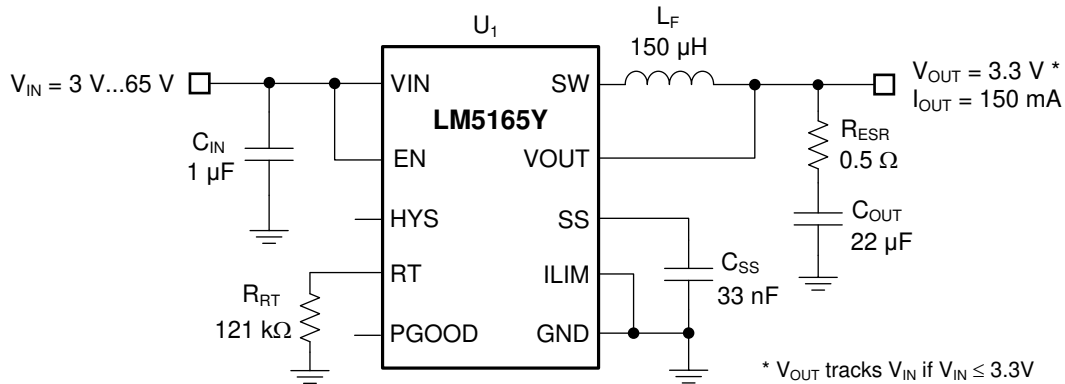 U1
LF
150 µH
VIN = 3 V...65 V
VIN
SW
VOUT = 3.3 V *
IOUT = 150 mA
LM5165Y
CIN
1 µF
RESR
0.5 Ω
EN
VOUT
HYS
SS
COUT
22 µF
RT
ILIM
CSS
33 nF
RRT
121 kΩ
PGOOD
GND
* VOUT tracks VIN if VIN ≤ 3.3V